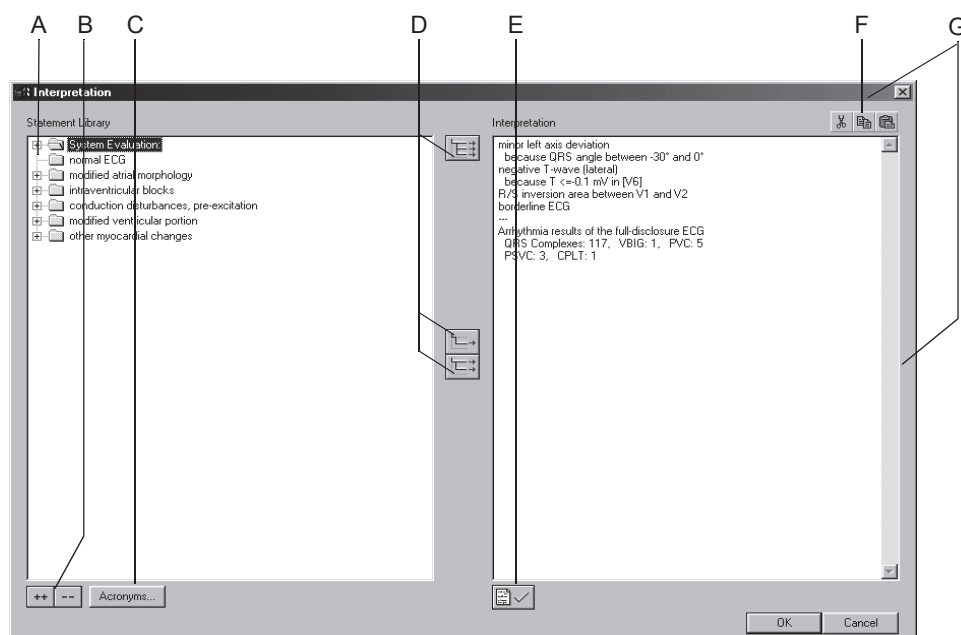 A B C D E F G
Interpretation
Statement Library
Interpretation
System Evaluation:
normal ECG
modified atrial morphology
intraventricular blocks
conduction disturbances, pre-excitation
modified ventricular portion
other myocardial changes
minor left axis deviation
because QRS angle between -30° and 0°
negative T-wave (lateral)
because T <=-0.1 mV in [V6]
R/S inversion area between V1 and V2
borderline ECG
---
Arrhythmia results of the full-disclosure ECG
QRS Complexes: 117, VBIG: 1, PVC: 5
PSVC: 3, CPLT: 1
++ -- Acronyms...
OK Cancel